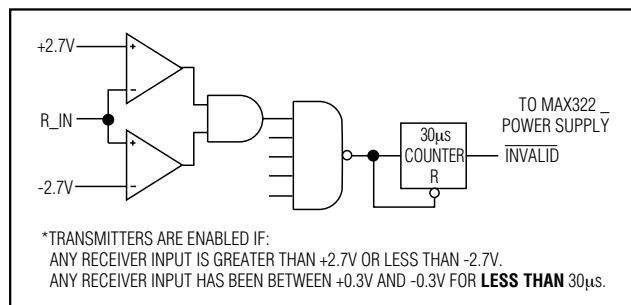 +2.7V
+
-
R_IN
+
-2.7V
-
30μs
COUNTER
R
TO MAX322 _
POWER SUPPLY
INVALID
*TRANSMITTERS ARE ENABLED IF:
ANY RECEIVER INPUT IS GREATER THAN +2.7V OR LESS THAN -2.7V.
ANY RECEIVER INPUT HAS BEEN BETWEEN +0.3V AND -0.3V FOR LESS THAN 30μs.